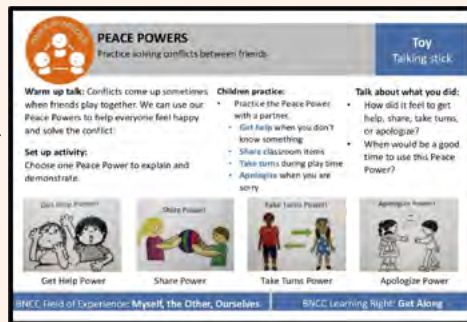 PEACE POWERS
Practice solving conflicts between friends
Toy
Talking stick
Warm up talk: Conflicts come up sometimes
when friends play together. We can use our
Peace Powers to help everyone feel happy
and solve the conflict.
Set up activity:
Choose one Peace Power to explain and
demonstrate.
Children practice:
• Practice the Peace Power
with a partner.
• Get help when you don't
know something
• Share classroom items
• Take turns during play time
• Apologize when you are
sorry
Talk about what you did:
• How did it feel to get
help, share, take turns,
or apologize?
• When would be a good
time to use this Peace
Power?
Get Help Power!
Share Power!
Take Turns Power!
Apologize Power!
Get Help Power
Share Power
Take Turns Power
Apologize Power
BNCC Field of Experience: Myself, the Other, Ourselves
BNCC Learning Right: Get Along